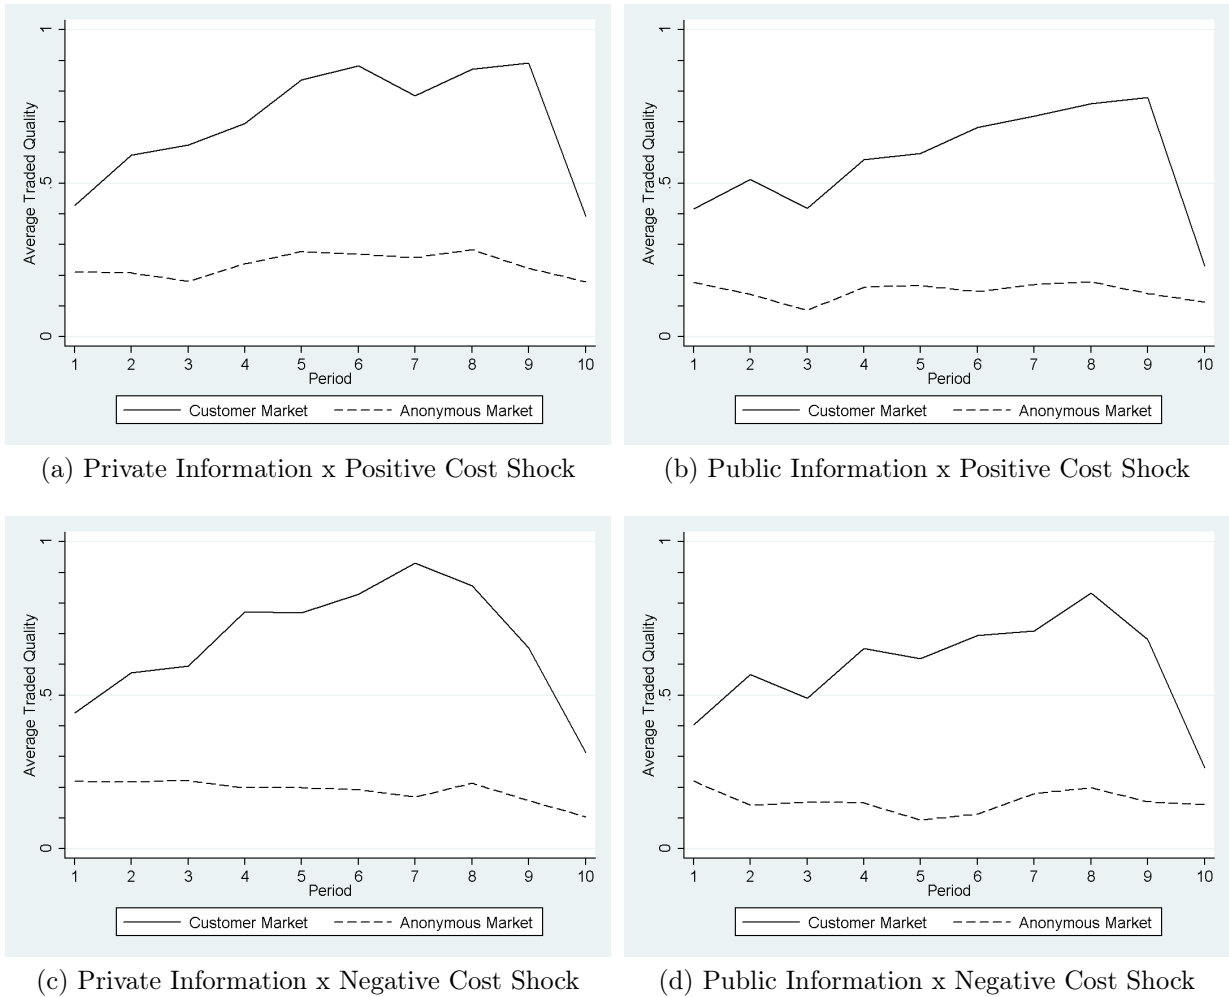 1
.5
0
Average Traded Quality
1 2 3 4 5 6 7 8 9 10
Period
Customer Market Anonymous Market
(a) Private Information x Positive Cost Shock
1
.5
0
Average Traded Quality
1 2 3 4 5 6 7 8 9 10
Period
Customer Market Anonymous Market
(b) Public Information x Positive Cost Shock
1
.5
0
Average Traded Quality
1 2 3 4 5 6 7 8 9 10
Period
Customer Market Anonymous Market
(c) Private Information x Negative Cost Shock
1
.5
0
Average Traded Quality
1 2 3 4 5 6 7 8 9 10
Period
Customer Market Anonymous Market
(d) Public Information x Negative Cost Shock